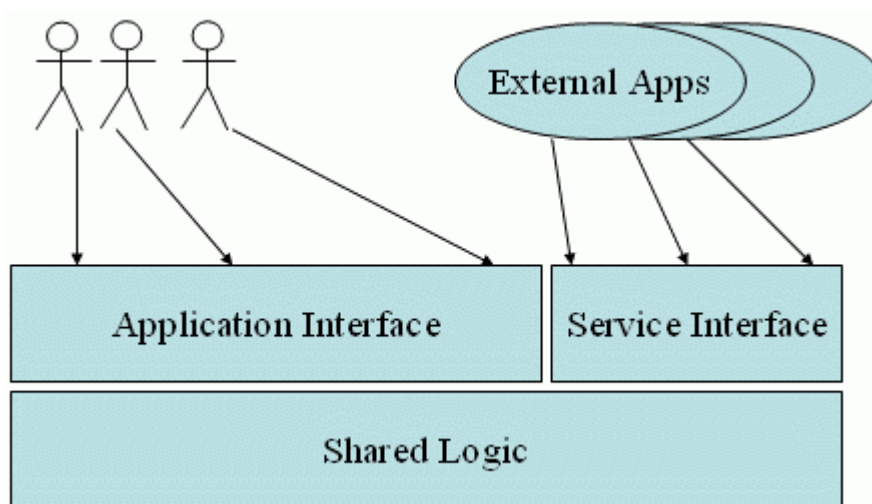 External Apps
Application Interface
Service Interface
Shared Logic